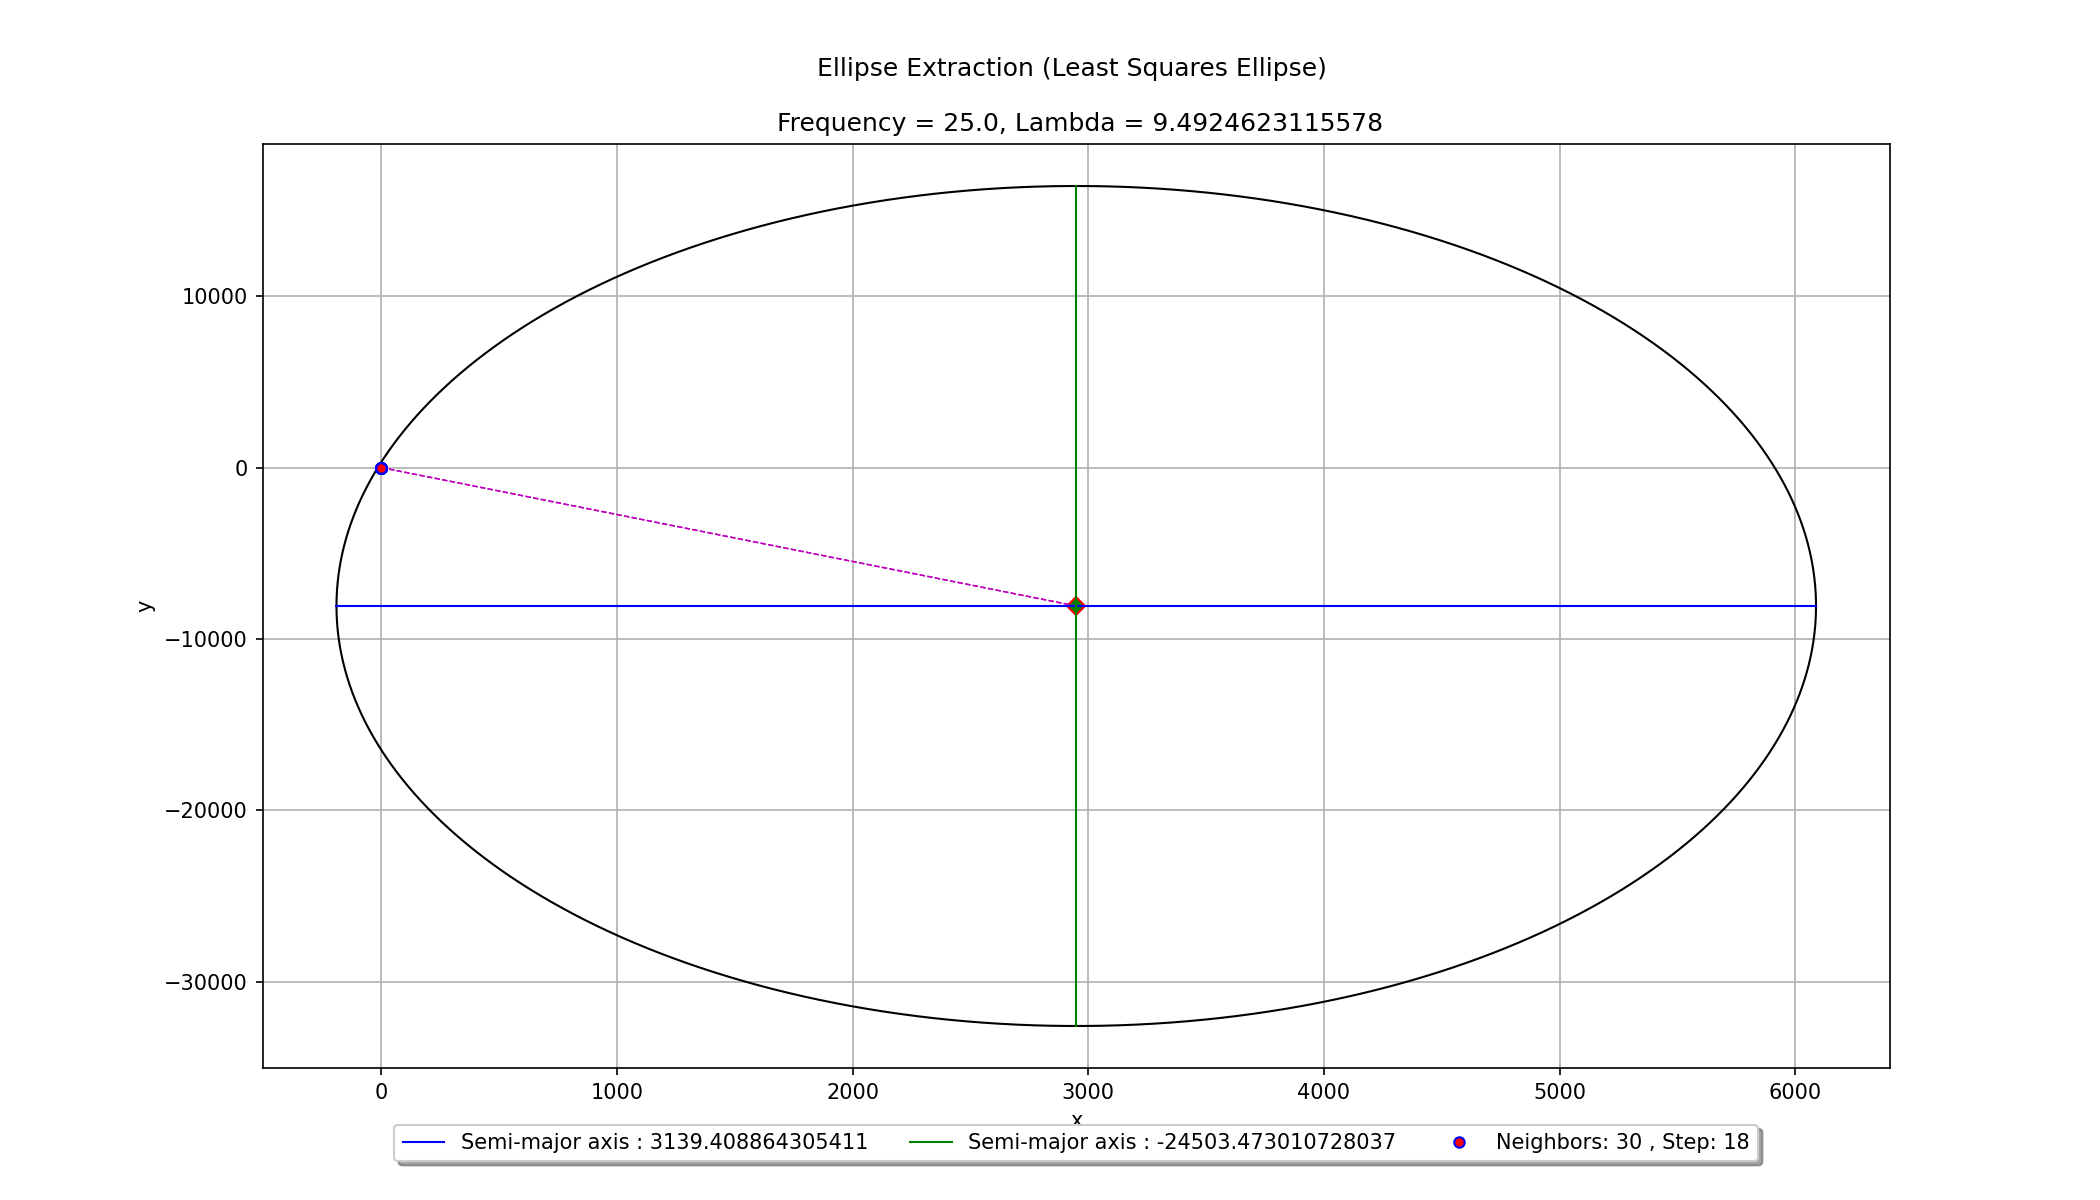 Ellipse Extraction (Least Squares Ellipse)
Frequency = 25.0, Lambda = 9.4924623115578
10000
0
−10000
−20000
−30000
y
0 1000 2000 3000 4000 5000 6000
x
Semi-major axis : 3139.408864305411 Semi-major axis : -24503.473010728037 Neighbors: 30 , Step: 18